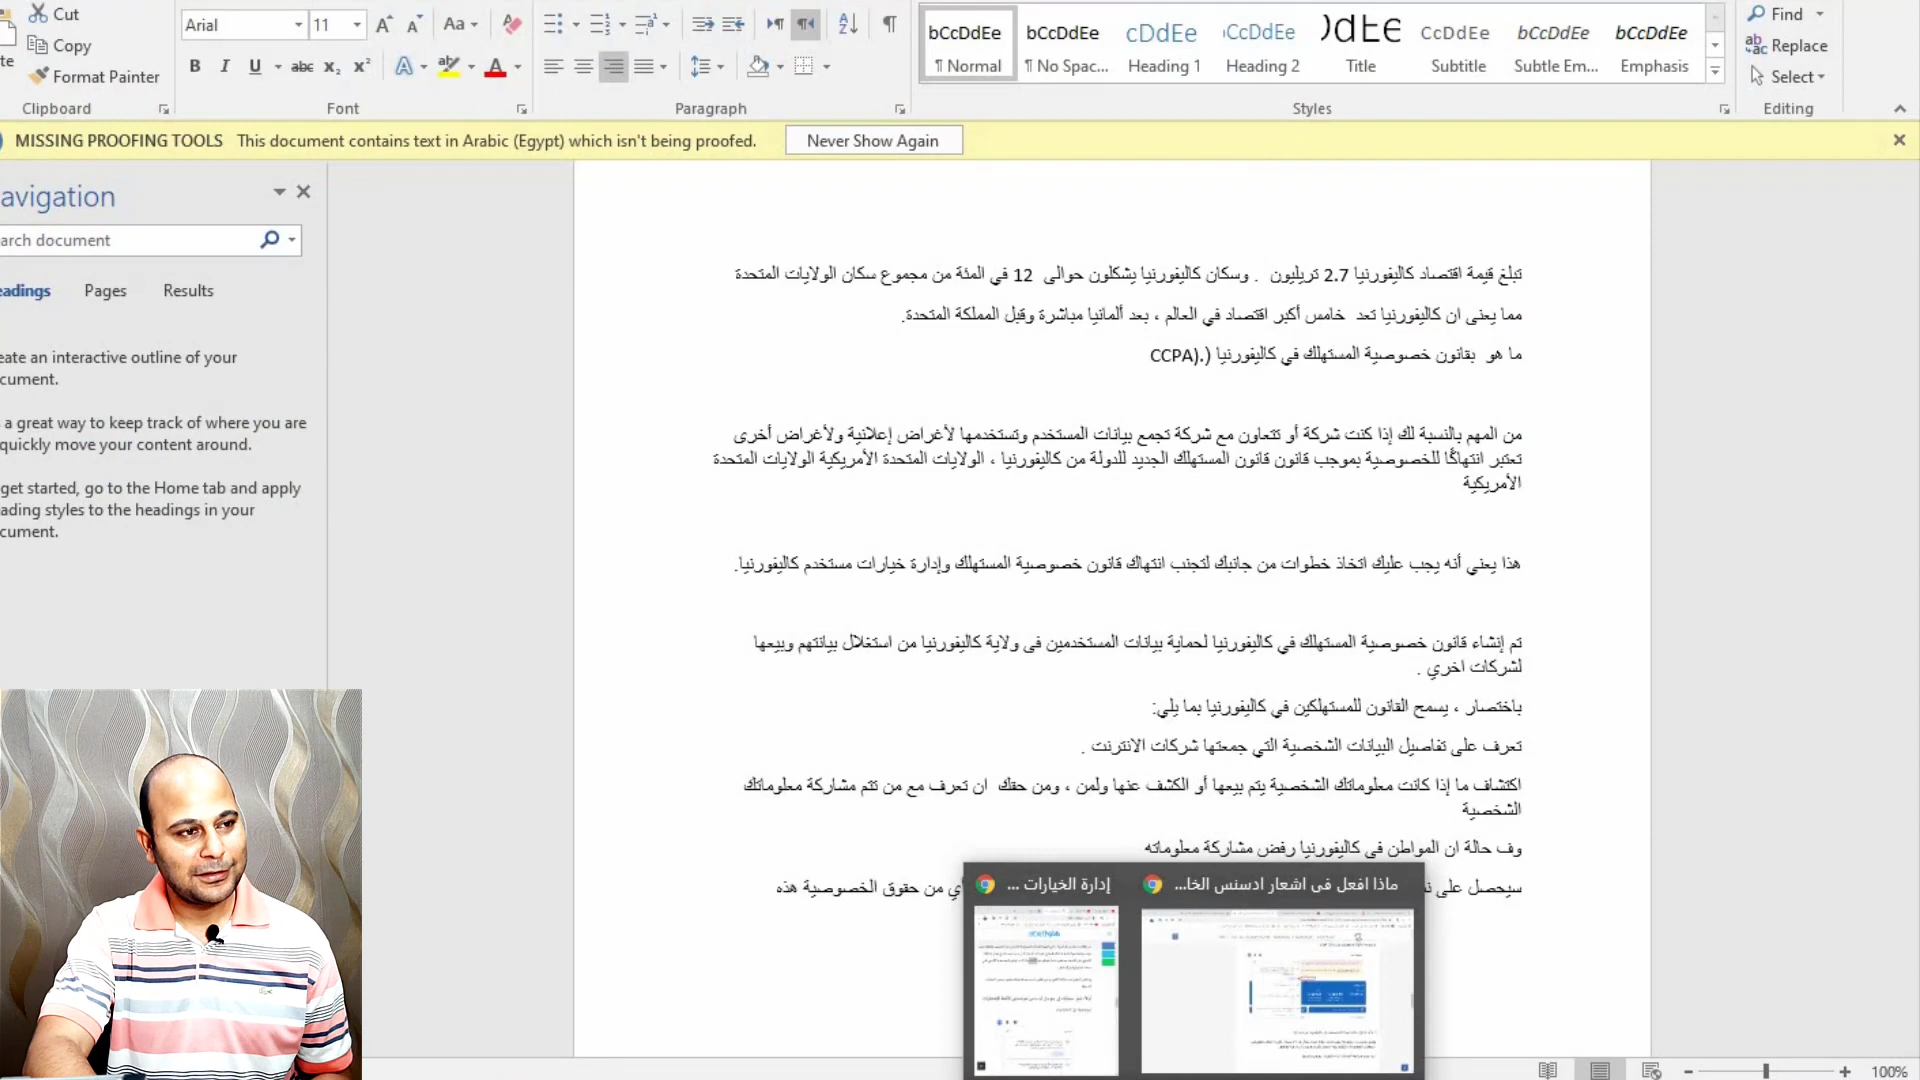 Cut
Copy
Format Painter
Clipboard
Arial
11
Font
Paragraph
bCcDdEe
¶ Normal
bCcDdEe
¶ No Spac...
cDdEe
Heading 1
ıCcDdEe
Heading 2
Title
CcDdEe
Subtitle
bCcDdEe
Subtle Em...
bCcDdEe
Emphasis
Styles
Find
Replace
Select
Editing
MISSING PROOFING TOOLS This document contains text in Arabic (Egypt) which isn't being proofed.
Never Show Again
avigation
arch document
eadings Pages Results
eate an interactive outline of your
cument.
a great way to keep track of where you are
quickly move your content around.
get started, go to the Home tab and apply
ading styles to the headings in your
cument.
تبلغ قيمة اقتصاد كاليفورنيا 2.7 تريليون . وسكان كاليفورنيا يشكلون حوالى 12 في المئة من مجموع سكان الولايات المتحدة
مما يعنى ان كاليفورنيا تعد خامس أكبر اقتصاد في العالم ، بعد ألمانيا مباشرة وقبل المملكة المتحدة.
ما هو بقانون خصوصية المستهلك في كاليفورنيا (.(CCPA
من المهم بالنسبة لك إذا كنت شركة أو تتعاون مع شركة تجمع بيانات المستخدم وتستخدمها لأغراض إعلانية ولأغراض أخرى
تعتبر انتهاكًا للخصوصية بموجب قانون قانون المستهلك الجديد للدولة من كاليفورنيا ، الولايات المتحدة الأمريكية الولايات المتحدة
الأمريكية
هذا يعني أنه يجب عليك اتخاذ خطوات من جانبك لتجنب انتهاك قانون خصوصية المستهلك وإدارة خيارات مستخدم كاليفورنيا.
تم إنشاء قانون خصوصية المستهلك في كاليفورنيا لحماية بيانات المستخدمين فى ولاية كاليفورنيا من استغلال بيانتهم وبيعها
لشركات اخري .
باختصار ، يسمح القانون للمستهلكين في كاليفورنيا بما يلي:
تعرف على تفاصيل البيانات الشخصية التي جمعتها شركات الانترنت .
اكتشاف ما إذا كانت معلوماتك الشخصية يتم بيعها أو الكشف عنها ولمن ، ومن حقك ان تعرف مع من تتم مشاركة معلوماتك
الشخصية
وف حالة ان المواطن فى كاليفورنيا رفض مشاركة معلوماته
سيحصل على
من حقوق الخصوصية هذه
إدارة الخيارات ...
ماذا افعل فى اشعار ادسنس الخا...
100%